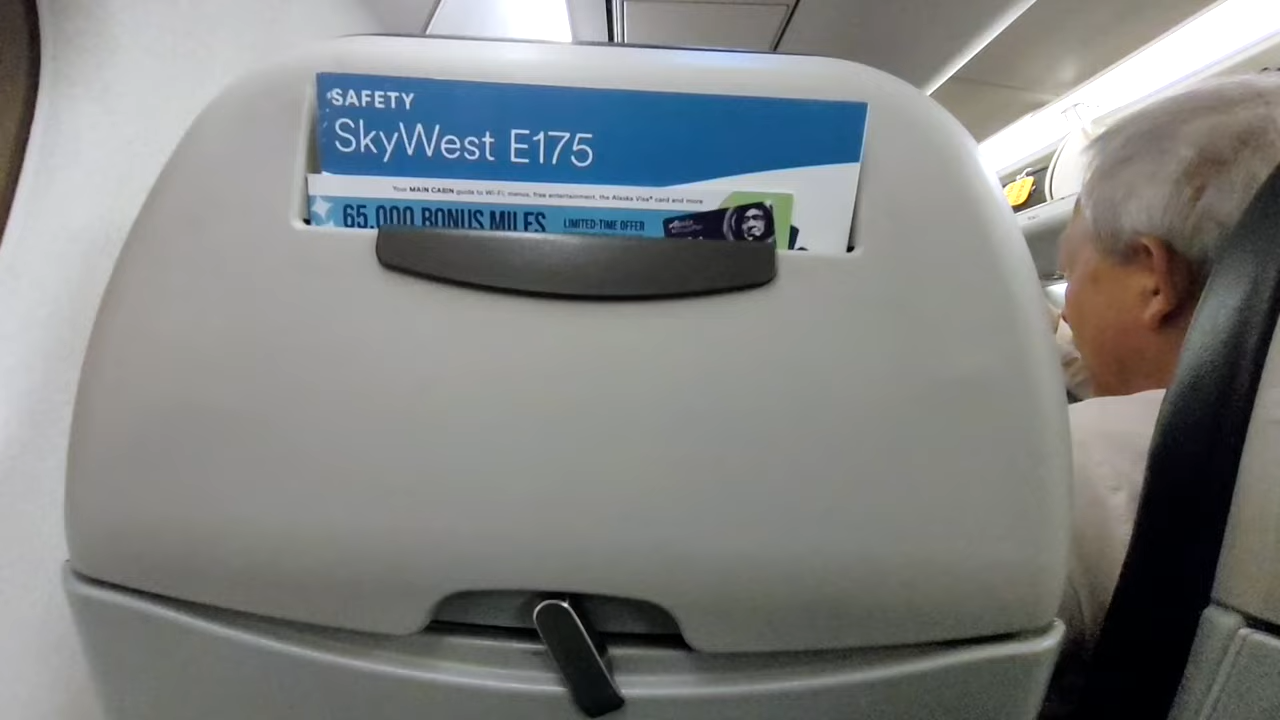 SAFETY
SkyWest E175
Your MAIN CABIN guide to Wi-Fi, menus, free entertainment, the Alaska Visa® card and more
65,000 BONUS MILES LIMITED-TIME OFFER